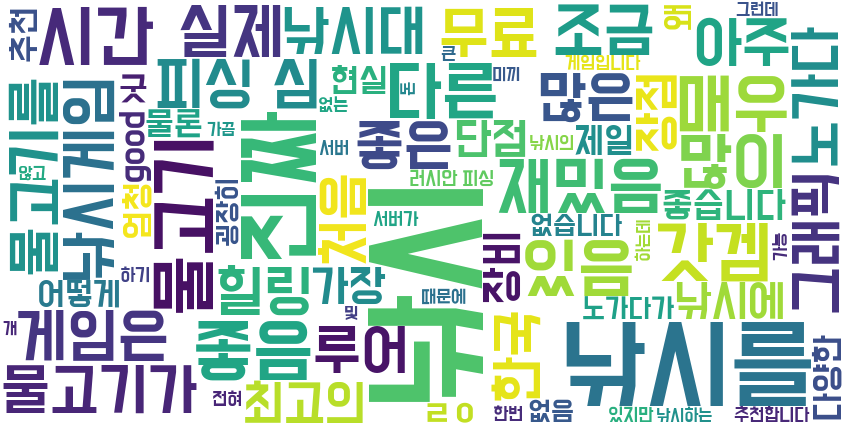 추천
시간
실제
낚시대
무료
큰
조금
왜
그런데
아주
노가다
게임입니다
물고기를
낚시게임
굿
good
피싱 심
현실
없는
돈
다른
미끼
많은
장점
매우
물론
가끔
진짜
서버
좋은
단점
낚시의
제일
많이
않고
엄청
굉장히
물고기
처음
러시안 피싱
재밌음
좋습니다
그래픽
서버가
낚시
없습니다
하는데
갓겜
가능
하기
장비
있음
어떻게
힐링
가장
때문에
노가다가
낚시에
및
개
게임은
좋음
루어
한국
낚시를
다양한
물고기가
전혀
최고의
ㄹㅇ
한번
없음
있지만
낚시하는
추천합니다